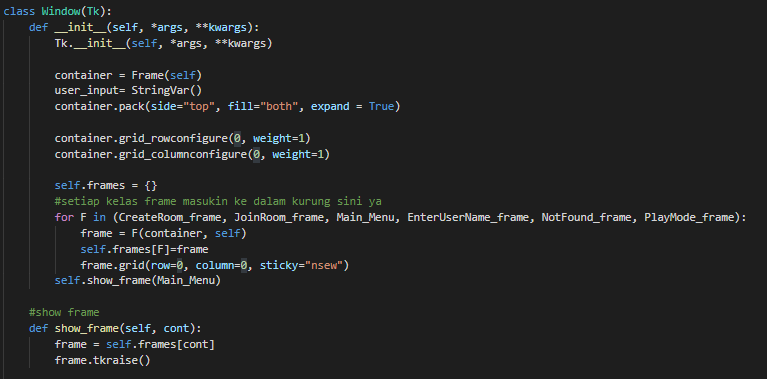 class Window(Tk):
    def __init__(self, *args, **kwargs):
        Tk.__init__(self, *args, **kwargs)

        container = Frame(self)
        user_input= StringVar()
        container.pack(side="top", fill="both", expand = True)

        container.grid_rowconfigure(0, weight=1)
        container.grid_columnconfigure(0, weight=1)

        self.frames = {}
        #setiap kelas frame masukin ke dalam kurung sini ya
        for F in (CreateRoom_frame, JoinRoom_frame, Main_Menu, EnterUserName_frame, NotFound_frame, PlayMode_frame):
            frame = F(container, self)
            self.frames[F]=frame
            frame.grid(row=0, column=0, sticky="nsew")
        self.show_frame(Main_Menu)

    #show frame
    def show_frame(self, cont):
        frame = self.frames[cont]
        frame.tkraise()